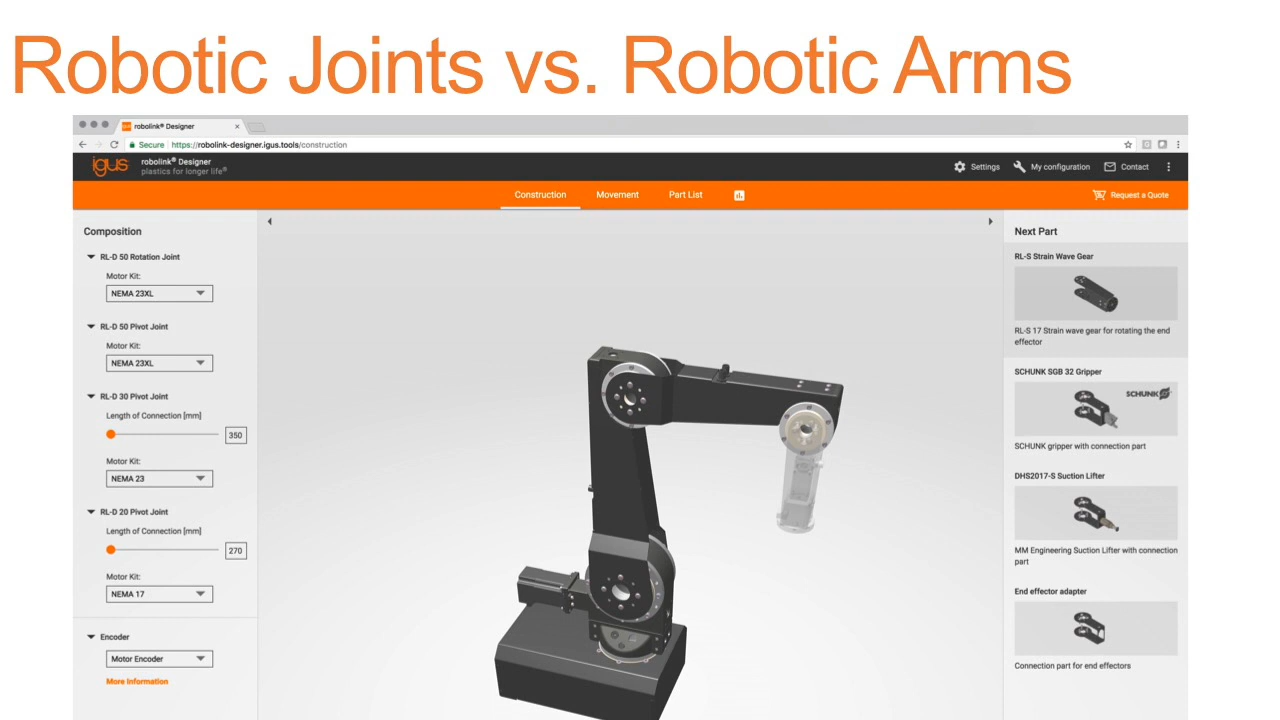 Robotic Joints vs. Robotic Arms
robolink® Designer
Secure https://robolink-designer.igus.tools/construction
igus
robolink® Designer
plastics for longer life®
Settings
My configuration
Contact
Construction
Movement
Part List
Request a Quote
Composition
RL-D 50 Rotation Joint
Motor Kit:
NEMA 23XL
RL-D 50 Pivot Joint
Motor Kit:
NEMA 23XL
RL-D 30 Pivot Joint
Length of Connection [mm]
350
Motor Kit:
NEMA 23
RL-D 20 Pivot Joint
Length of Connection [mm]
270
Motor Kit:
NEMA 17
Encoder
Motor Encoder
More Information
Next Part
RL-S Strain Wave Gear
RL-S 17 Strain wave gear for rotating the end
effector
SCHUNK SGB 32 Gripper
SCHUNK
SCHUNK gripper with connection part
DHS2017-S Suction Lifter
MM Engineering Suction Lifter with connection
part
End effector adapter
Connection part for end effectors